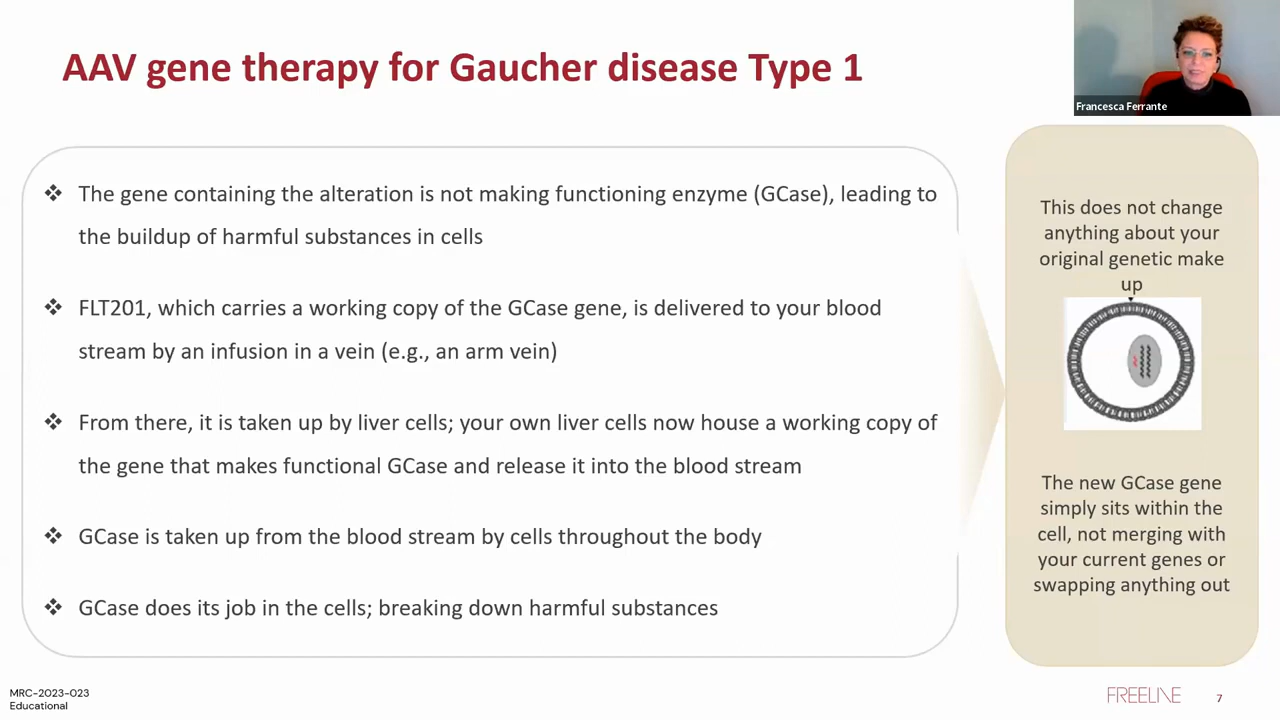 AAV gene therapy for Gaucher disease Type 1
Francesca Ferrante
❖ The gene containing the alteration is not making functioning enzyme (GCase), leading to
the buildup of harmful substances in cells
❖ FLT201, which carries a working copy of the GCase gene, is delivered to your blood
stream by an infusion in a vein (e.g., an arm vein)
❖ From there, it is taken up by liver cells; your own liver cells now house a working copy of
the gene that makes functional GCase and release it into the blood stream
❖ GCase is taken up from the blood stream by cells throughout the body
❖ GCase does its job in the cells; breaking down harmful substances
This does not change
anything about your
original genetic make
up
The new GCase gene
simply sits within the
cell, not merging with
your current genes or
swapping anything out
MRC-2023-023
Educational
FREELINE
7